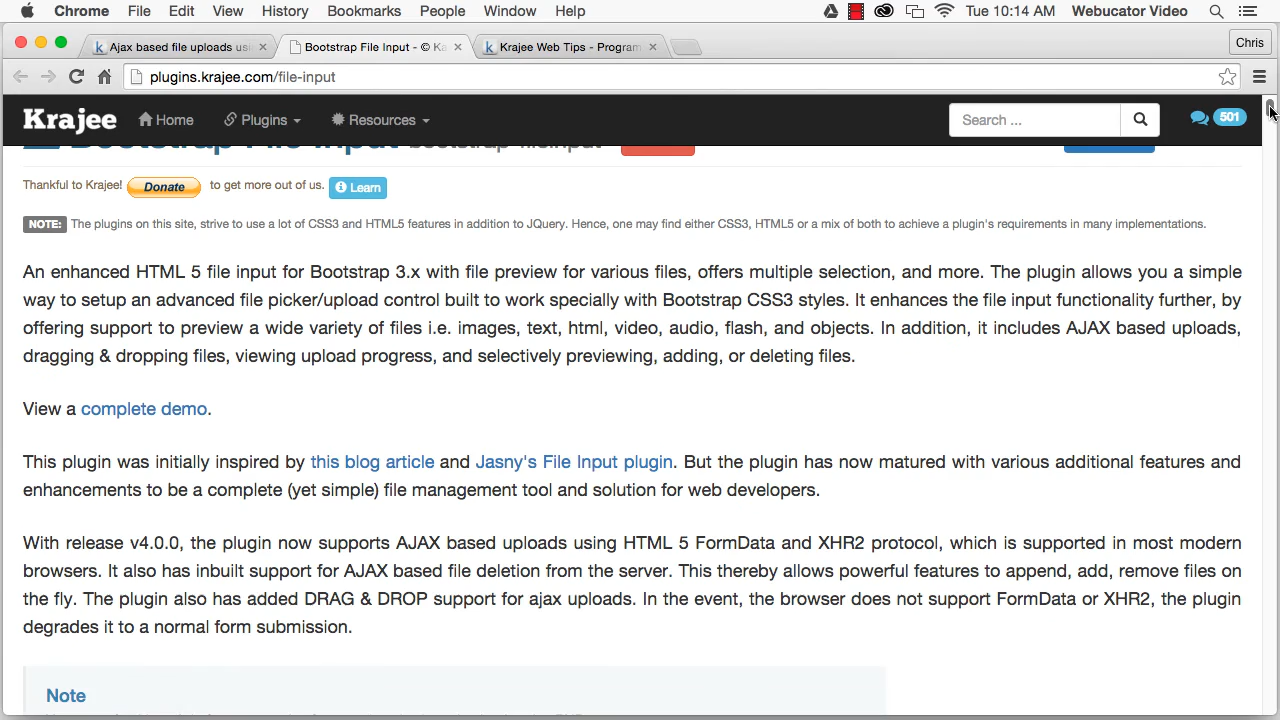 Chrome File Edit View History Bookmarks People Window Help Tue 10:14 AM Webucator Video
Ajax based file uploads usi Bootstrap File Input - © Kr Krajee Web Tips - Program Chris
plugins.krajee.com/file-input
Krajee Home Plugins Resources Search ... 501
Bootstrap File Input bootstrap-fileinput
Thankful to Krajee! Donate to get more out of us. Learn
NOTE: The plugins on this site, strive to use a lot of CSS3 and HTML5 features in addition to JQuery. Hence, one may find either CSS3, HTML5 or a mix of both to achieve a plugin's requirements in many implementations.
An enhanced HTML 5 file input for Bootstrap 3.x with file preview for various files, offers multiple selection, and more. The plugin allows you a simple
way to setup an advanced file picker/upload control built to work specially with Bootstrap CSS3 styles. It enhances the file input functionality further, by
offering support to preview a wide variety of files i.e. images, text, html, video, audio, flash, and objects. In addition, it includes AJAX based uploads,
dragging & dropping files, viewing upload progress, and selectively previewing, adding, or deleting files.
View a complete demo.
This plugin was initially inspired by this blog article and Jasny's File Input plugin. But the plugin has now matured with various additional features and
enhancements to be a complete (yet simple) file management tool and solution for web developers.
With release v4.0.0, the plugin now supports AJAX based uploads using HTML 5 FormData and XHR2 protocol, which is supported in most modern
browsers. It also has inbuilt support for AJAX based file deletion from the server. This thereby allows powerful features to append, add, remove files on
the fly. The plugin also has added DRAG & DROP support for ajax uploads. In the event, the browser does not support FormData or XHR2, the plugin
degrades it to a normal form submission.
Note